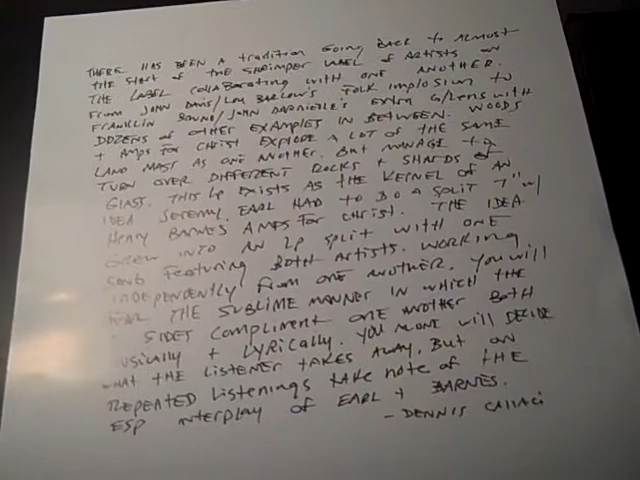 THERE HAS BEEN A tradition Going BACK to ALMOST
THE START of the SHRIMPER LABEL of Artists on
THE LABEL collABorating with ONE ANOTHER.
From JOHN DAVIS/Lou BARLOW'S FOLK IMPLOSION to
FRANKLIN BRUNO/JOHN DARNIELLE'S EXTRA GLENS with
DOZENS of OTHER EXAMPLES IN BETWEEN. WOODS
+ AMPS FOR CHRIST EXPLORE A LOT of THE SAME
LAND MASS AS ONE ANOTHER, BUT MANAGE to
TURN OVER DIFFERENT ROCKS + SHARDS of
GLASS. THIS LP EXISTS AS THE KERNEL OF AN
IDEA JEREMY EARL HAD to DO A SPLIT 7" w/
Henry BARNES AMPS FOR CHRIST. THE IDEA
Grew INTO AN LP SPLIT WITH ONE
SONG FEATURING BOTH ARTISTS. WORKING
INDEPENDENTLY FROM ONE ANOTHER, YOU will
HEAR THE SUBLIME MANNER IN WHICH THE
SIDES COMPLIMENT ONE ANOTHER BOTH
usically + LYRICALLY. YOU ALONE will DECIDE
WHAT THE LISTENER TAKES AWAY, BUT ON
REPEATED Listenings TAKE note of THE
ESP interplay OF EARL + BARNES.
- DENNIS CALLACI